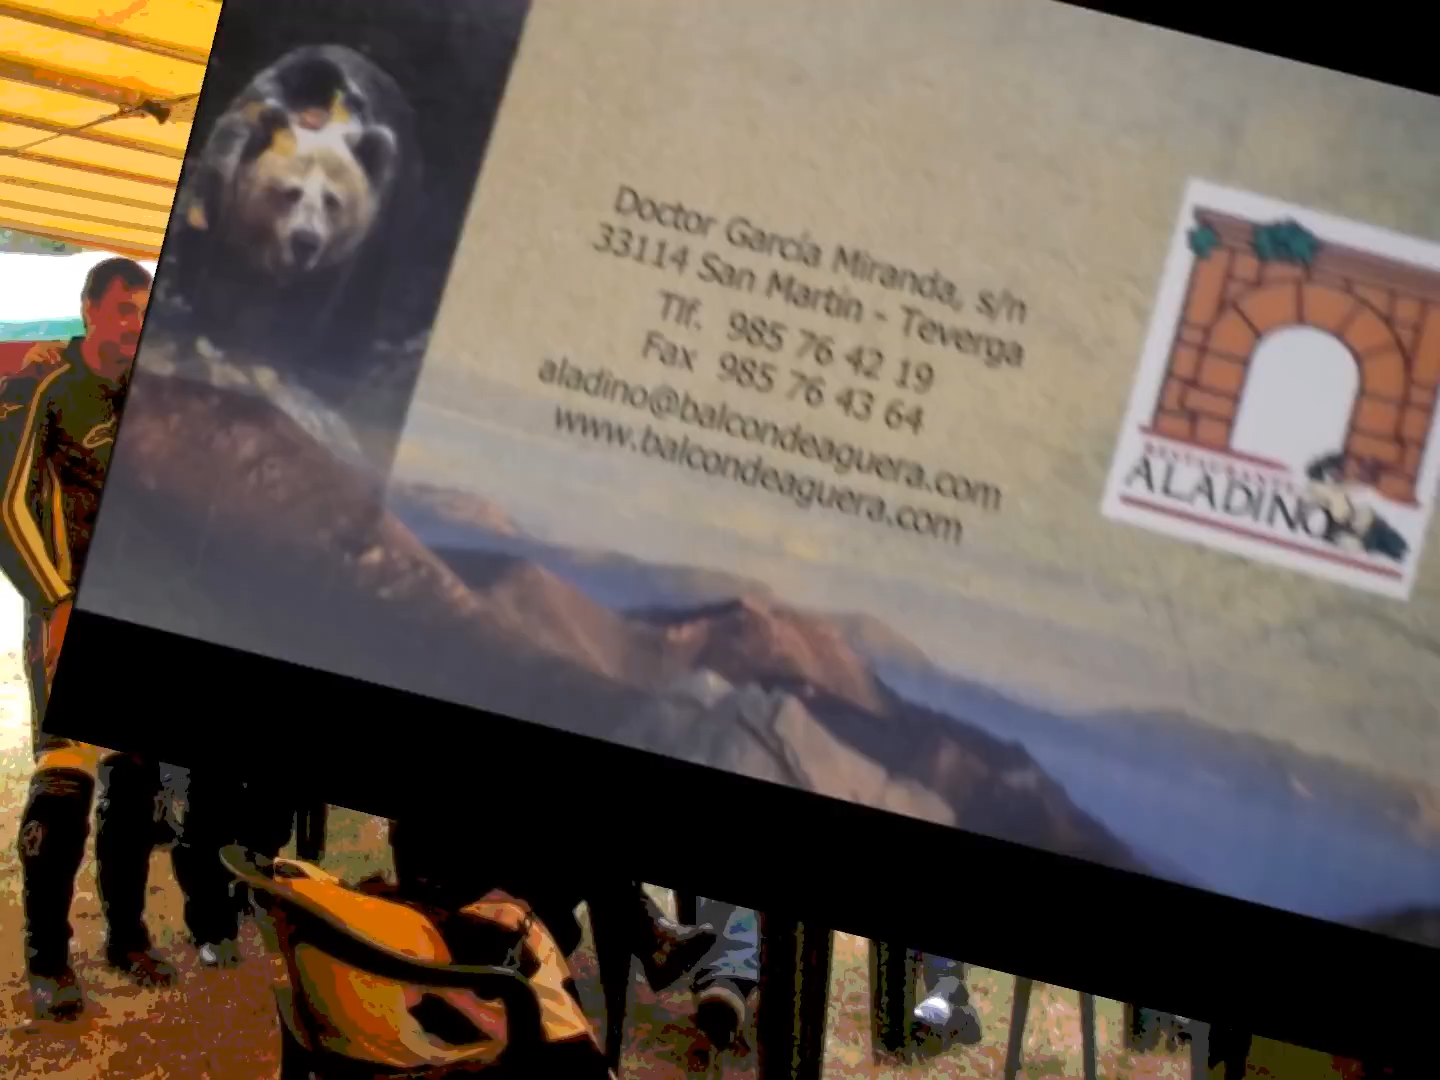 Doctor García Miranda, s/n
33114 San Martín - Teverga
Tlf. 985 76 42 19
Fax 985 76 43 64
aladino@balcondeaguera.com
www.balcondeaguera.com
RESTAURANTE
ALADINO